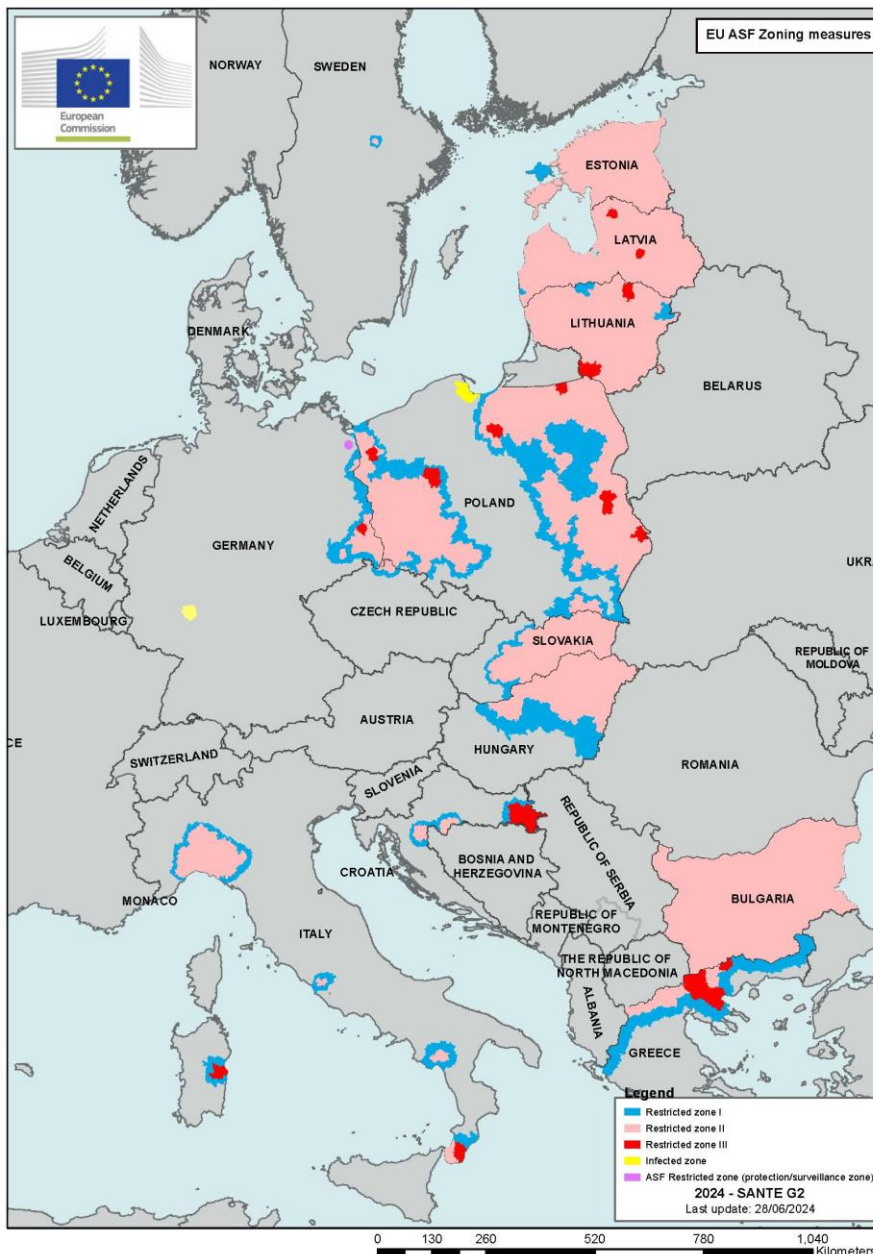 EU ASF Zoning measures
European
Commission
NORWAY
SWEDEN
ESTONIA
LATVIA
LITHUANIA
DENMARK
BELARUS
NETHERLANDS
POLAND
GERMANY
BELGIUM
UKR
LUXEMBOURG
CZECH REPUBLIC
SLOVAKIA
REPUBLIC OF
MOLDOVA
AUSTRIA
CE
SWITZERLAND
HUNGARY
ROMANIA
SLOVENIA
REPUBLIC OF SERBIA
CROATIA
BOSNIA AND
HERZEGOVINA
MONACO
BULGARIA
ITALY
REPUBLIC OF
MONTENEGRO
THE REPUBLIC OF
NORTH MACEDONIA
ALBANIA
GREECE
Legend
Restricted zone I
Restricted zone II
Restricted zone III
Infected zone
ASF Restricted zone (protection/surveillance zone)
2024 - SANTE G2
Last update: 28/06/2024
0 130 260 520 780 1,040
Kilometers